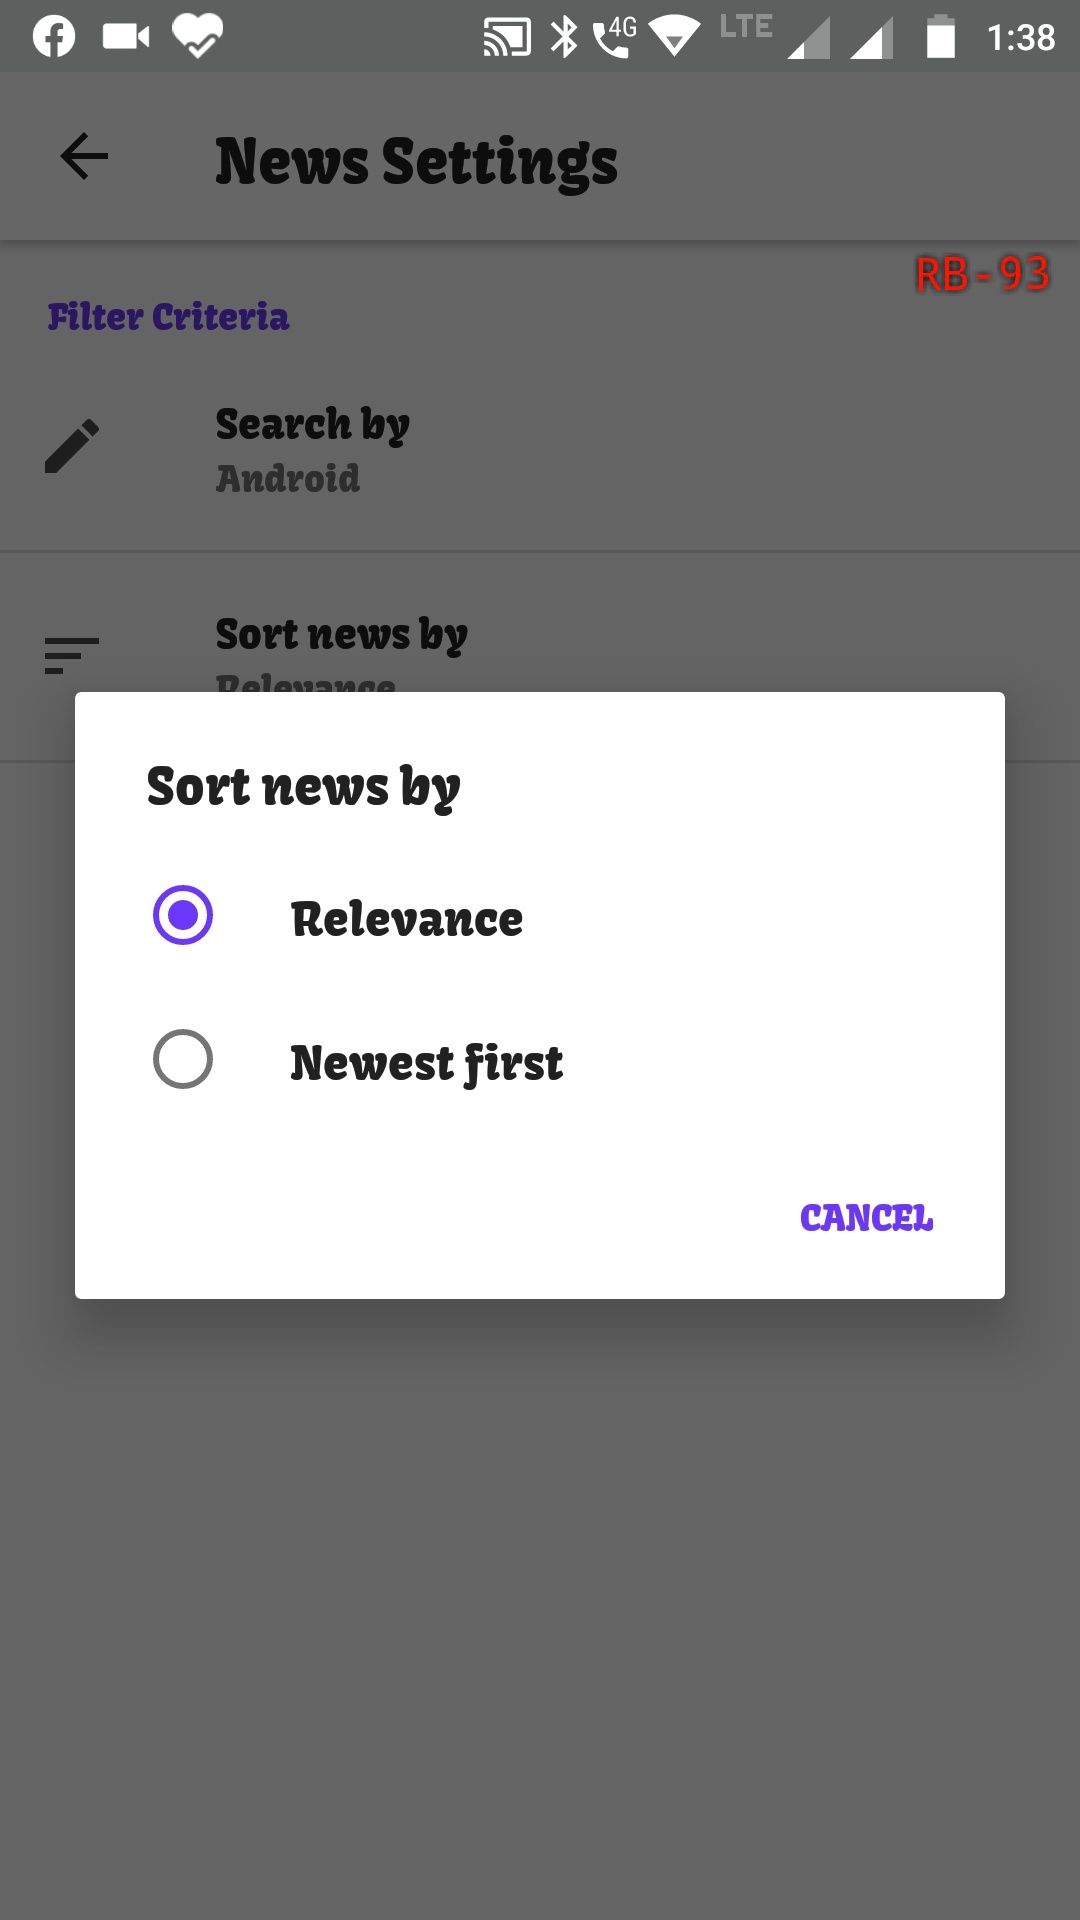 4G LTE 1:38
News Settings
RB-93
Filter Criteria
Search by
Android
Sort news by
Relevance
Sort news by
Relevance
Newest first
CANCEL